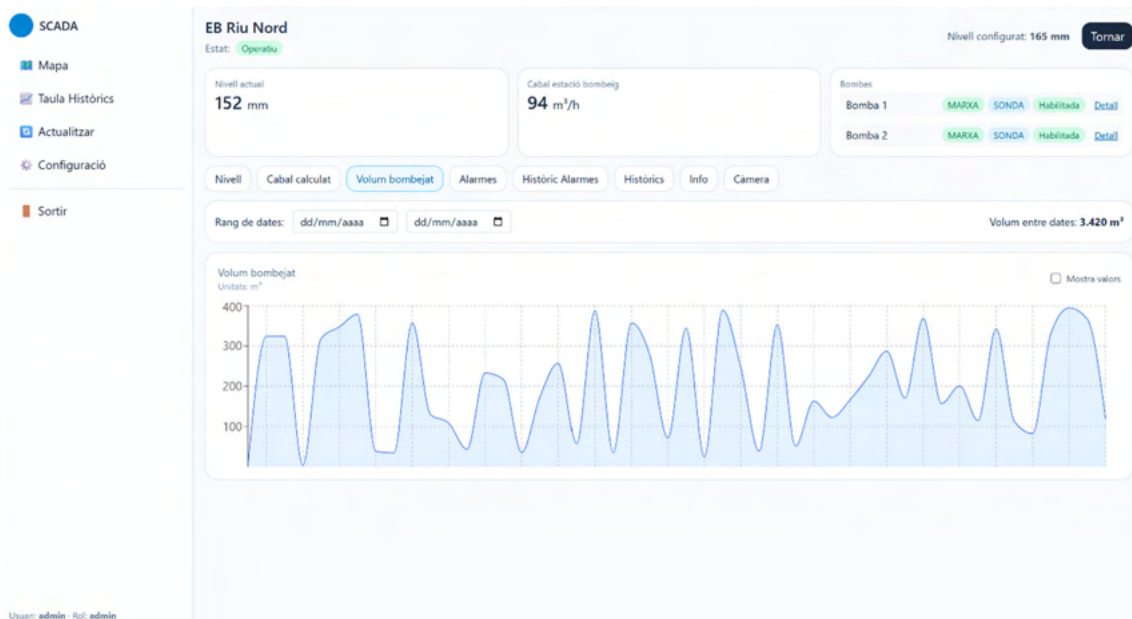 SCADA
Mapa
Taula Històrics
Actualitzar
Configuració
Sortir
Usuari: admin · Rol: admin
EB Riu Nord
Estat: Operatiu
Nivell configurat: 165 mm
Tornar
Nivell actual
152 mm
Cabal estació bombeig
94 m³/h
Bombes
Bomba 1 MARXA SONDA Habilitada Detall
Bomba 2 MARXA SONDA Habilitada Detall
Nivell Cabal calculat Volum bombejat Alarmes Històric Alarmes Històrics Info Càmera
Rang de dates: dd/mm/aaaa dd/mm/aaaa Volum entre dates: 3.420 m³
Volum bombejat
Unitats: m³
Mostra valors
400
300
200
100